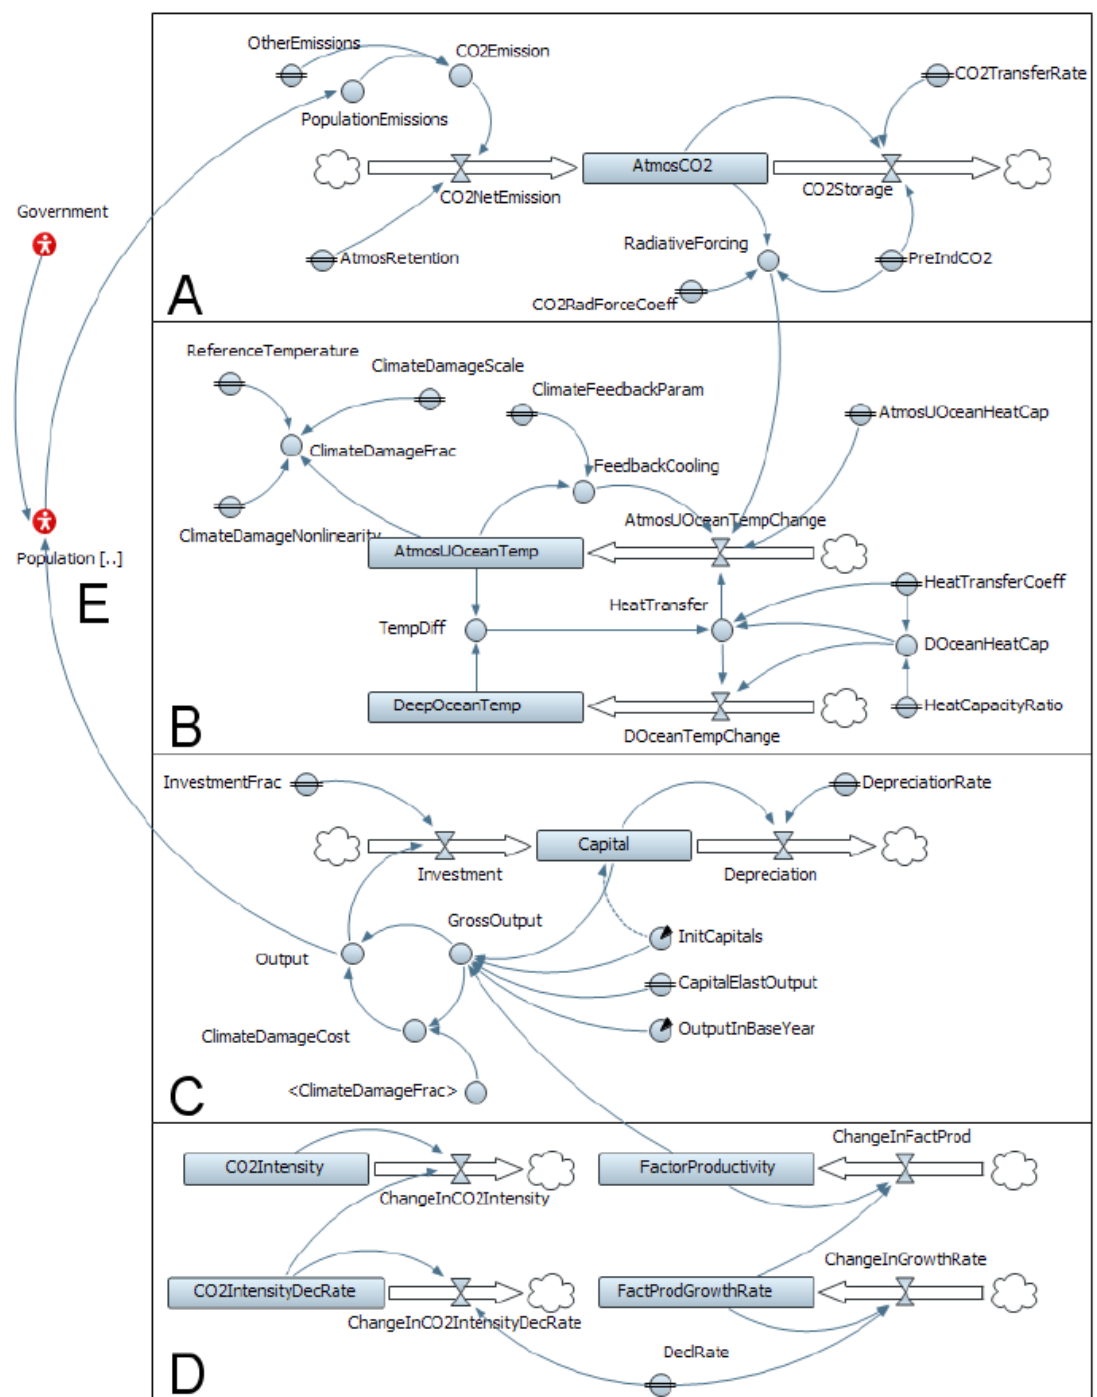 OtherEmissions
CO2Emission
CO2TransferRate
PopulationEmissions
AtmosCO2
CO2NetEmission
CO2Storage
Government
RadiativeForcing
AtmosRetention
PreIndCO2
CO2RadForceCoeff
A
ReferenceTemperature
ClimateDamageScale
ClimateFeedbackParam
AtmosUOceanHeatCap
ClimateDamageFrac
FeedbackCooling
AtmosUOceanTempChange
ClimateDamageNonlinearity
AtmosUOceanTemp
Population [..]
E
HeatTransferCoeff
HeatTransfer
TempDiff
DOceanHeatCap
DeepOceanTemp
HeatCapacityRatio
DOceanTempChange
B
InvestmentFrac
DepreciationRate
Capital
Investment
Depreciation
GrossOutput
InitCapitals
Output
CapitalElastOutput
OutputInBaseYear
ClimateDamageCost
<ClimateDamageFrac>
C
ChangeInFactProd
CO2Intensity
FactorProductivity
ChangeInCO2Intensity
ChangeInGrowthRate
CO2IntensityDecRate
FactProdGrowthRate
ChangeInCO2IntensityDecRate
DeclRate
D